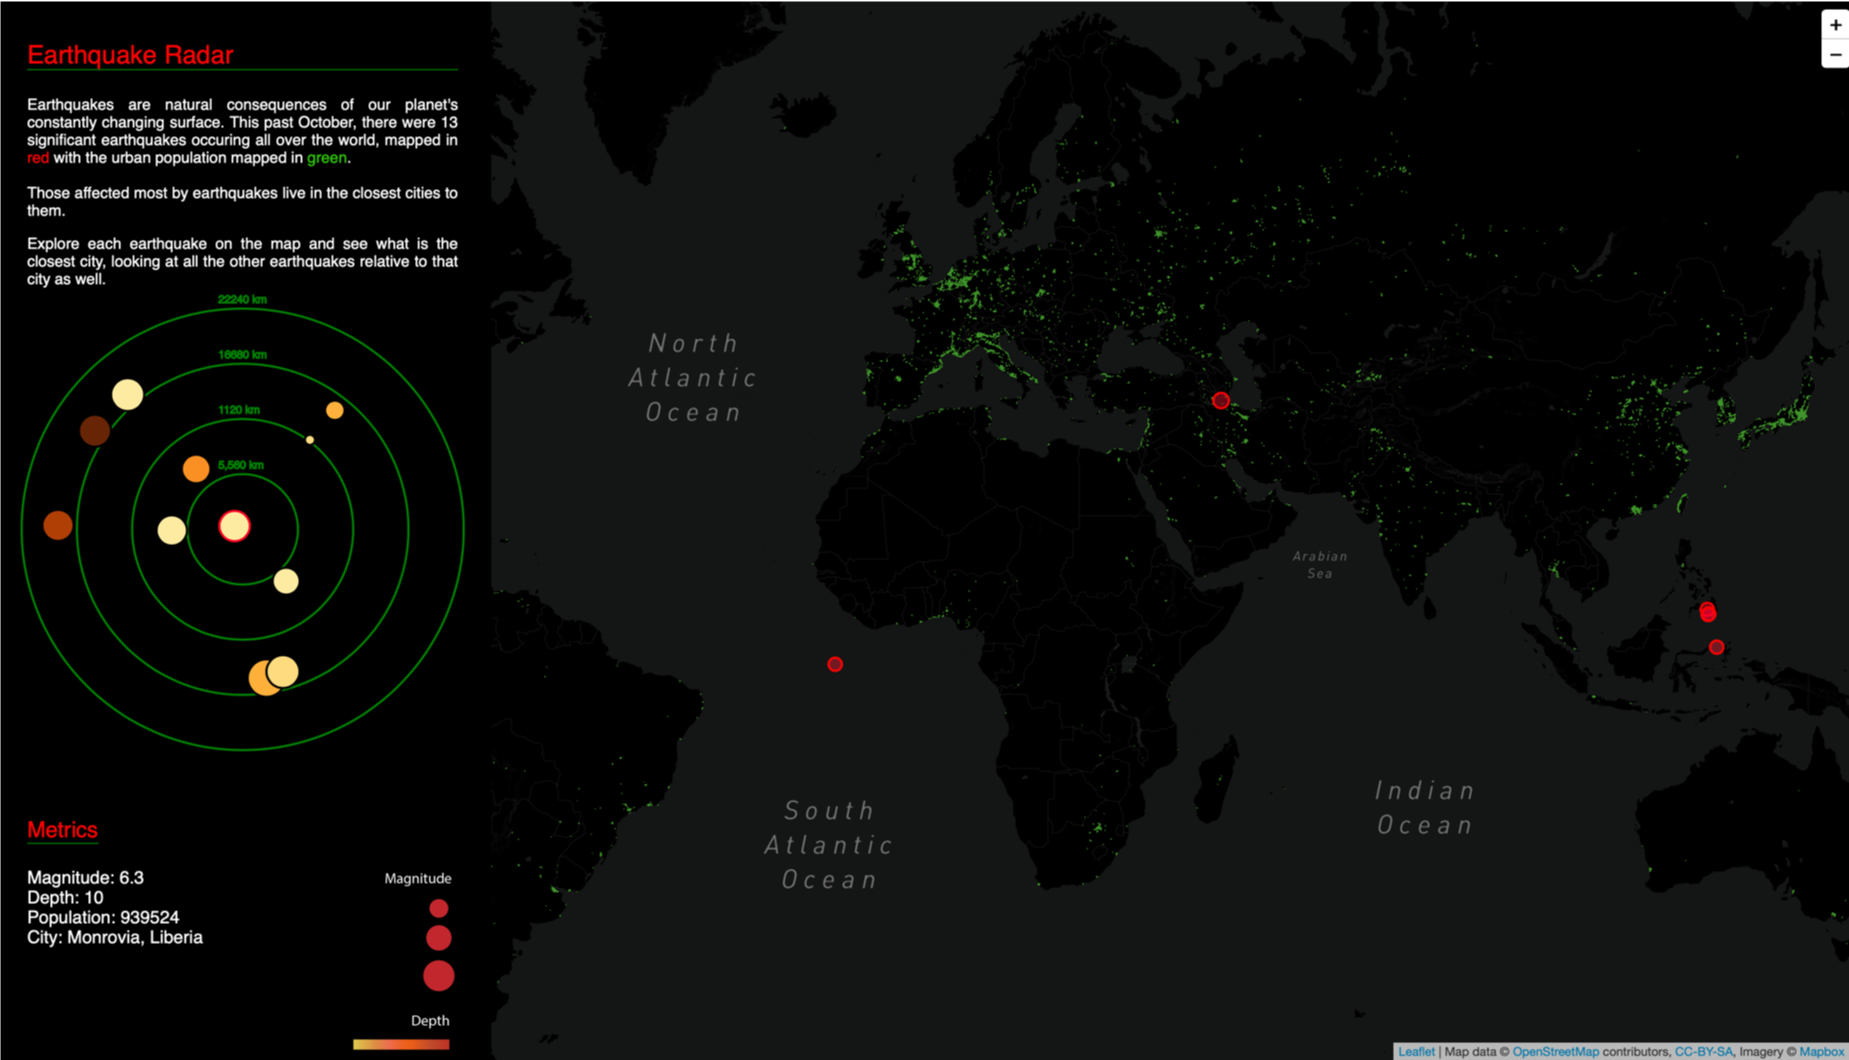 Earthquake Radar
Earthquakes are natural consequences of our planet's
constantly changing surface. This past October, there were 13
significant earthquakes occuring all over the world, mapped in
red with the urban population mapped in green.
Those affected most by earthquakes live in the closest cities to
them.
Explore each earthquake on the map and see what is the
closest city, looking at all the other earthquakes relative to that
city as well.
22240 km
16680 km
1120 km
5,560 km
Metrics
Magnitude: 6.3
Depth: 10
Population: 939524
City: Monrovia, Liberia
Magnitude
Depth
North
Atlantic
Ocean
South
Atlantic
Ocean
Arabian
Sea
Indian
Ocean
+
−
Leaflet | Map data © OpenStreetMap contributors, CC-BY-SA, Imagery © Mapbox